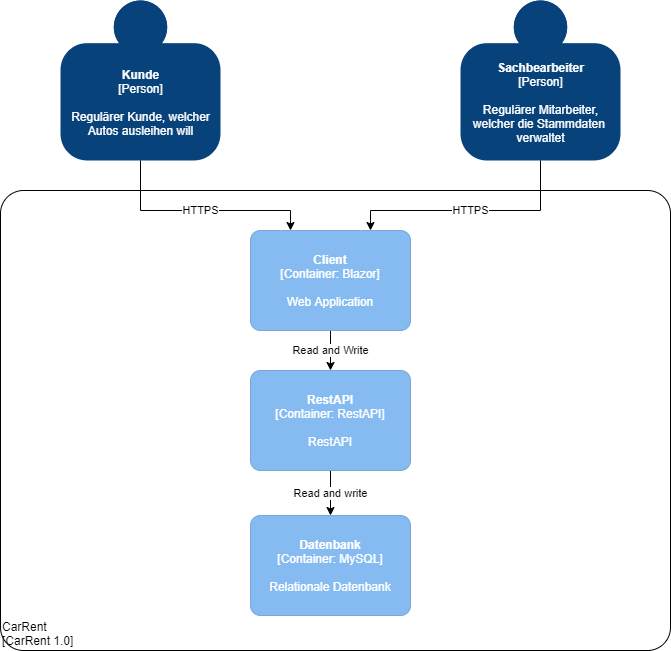 Kunde
[Person]
Regulärer Kunde, welcher
Autos ausleihen will
Sachbearbeiter
[Person]
Regulärer Mitarbeiter,
welcher die Stammdaten
verwaltet
HTTPS
HTTPS
Client
[Container: Blazor]
Web Application
Read and Write
RestAPI
[Container: RestAPI]
RestAPI
Read and write
Datenbank
[Container: MySQL]
Relationale Datenbank
CarRent
[CarRent 1.0]